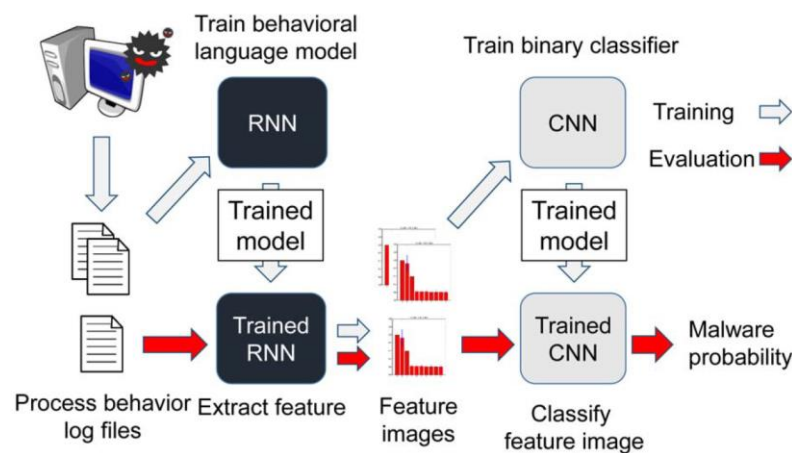 Train behavioral
language model
Train binary classifier
RNN
CNN
Training
Evaluation
Trained
model
Trained
model
Trained
RNN
Trained
CNN
Malware
probability
Process behavior
log files
Extract feature
Feature
images
Classify
feature image